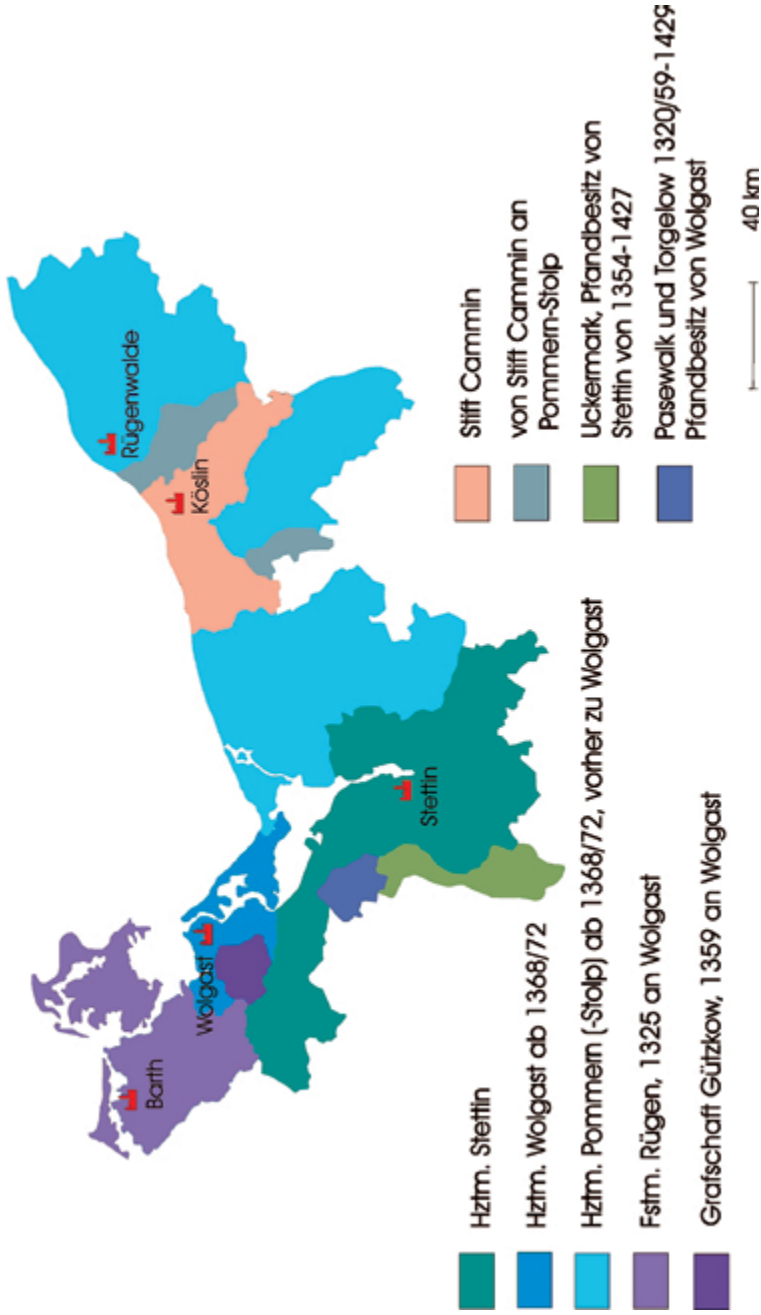 Barth
Wolgast
Stettin
Köslin
Rügenwalde
Hztm. Stettin
Hztm. Wolgast ab 1368/72
Hztm. Pommern (-Stolp) ab 1368/72, vorher zu Wolgast
Fstm. Rügen, 1325 an Wolgast
Grafschaft Gützkow, 1359 an Wolgast
Stift Cammin
von Stift Cammin an
Pommern-Stolp
Uckermark, Pfandbesitz von
Stettin von 1354-1427
Pasewalk und Torgelow 1320/59-1429
Pfandbesitz von Wolgast
40 km